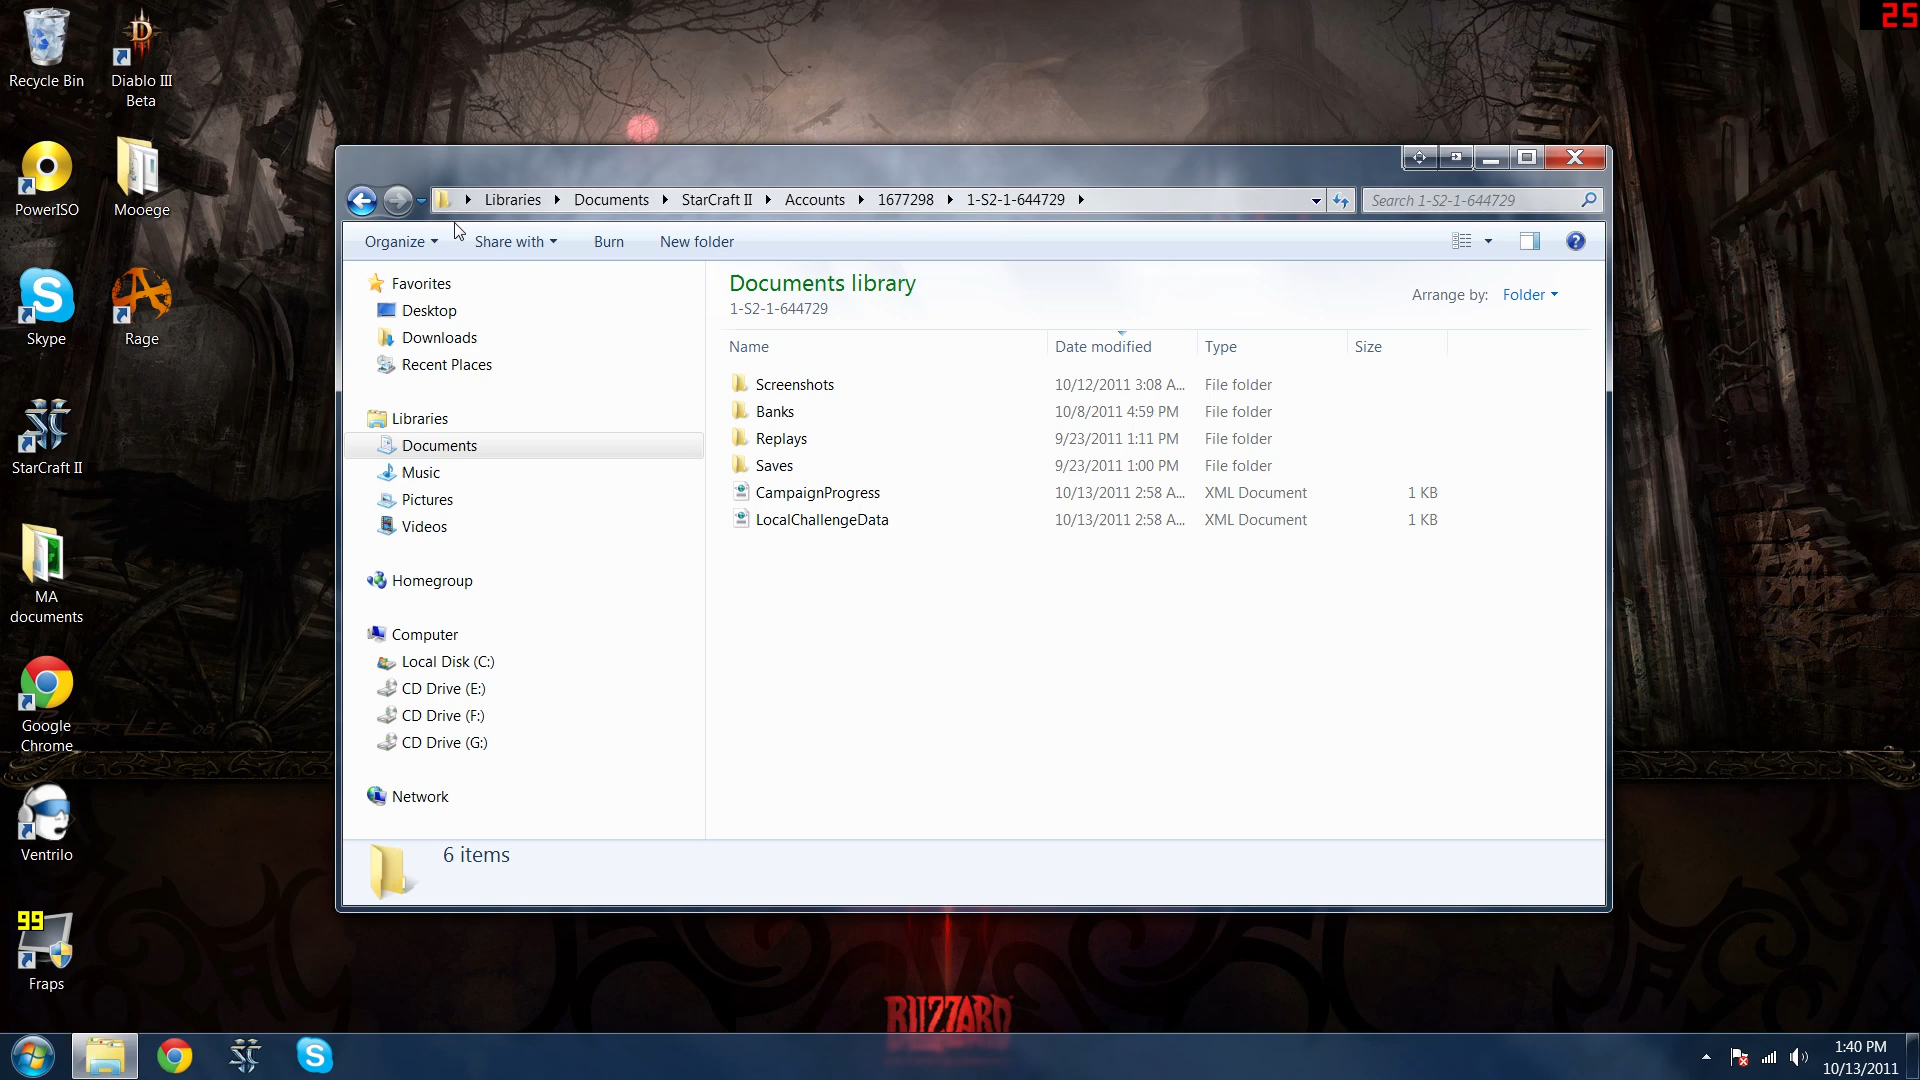 Recycle Bin
Diablo III
Beta
PowerISO
Mooege
Skype
Rage
StarCraft II
MA
documents
Google
Chrome
Ventrilo
99
Fraps
25
Libraries
Documents
StarCraft II
Accounts
1677298
1-S2-1-644729
Search 1-S2-1-644729
Organize
Share with
Burn
New folder
Favorites
Desktop
Downloads
Recent Places
Libraries
Documents
Music
Pictures
Videos
Homegroup
Computer
Local Disk (C:)
CD Drive (E:)
CD Drive (F:)
CD Drive (G:)
Network
Documents library
1-S2-1-644729
Arrange by: Folder
Name Date modified Type Size
Screenshots 10/12/2011 3:08 A... File folder
Banks 10/8/2011 4:59 PM File folder
Replays 9/23/2011 1:11 PM File folder
Saves 9/23/2011 1:00 PM File folder
CampaignProgress 10/13/2011 2:58 A... XML Document 1 KB
LocalChallengeData 10/13/2011 2:58 A... XML Document 1 KB
6 items
BLIZZARD
1:40 PM
10/13/2011